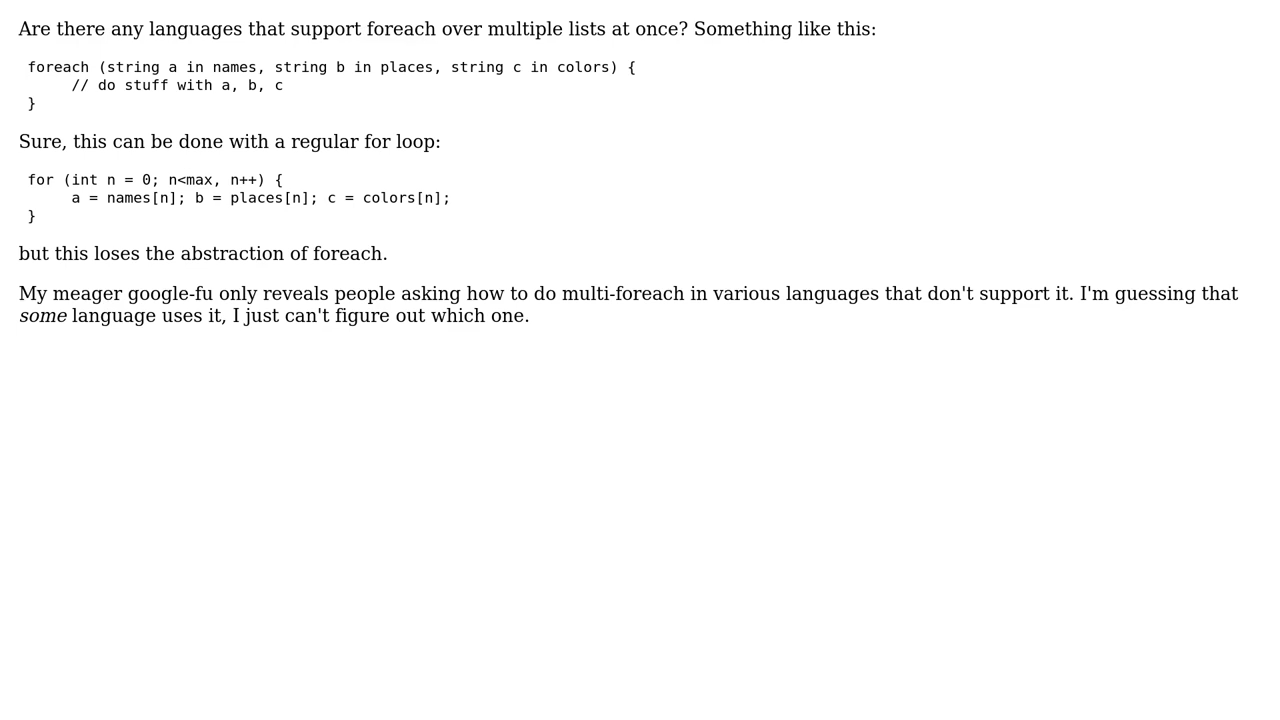 Are there any languages that support foreach over multiple lists at once? Something like this:
foreach (string a in names, string b in places, string c in colors) {
     // do stuff with a, b, c
}
Sure, this can be done with a regular for loop:
for (int n = 0; n<max, n++) {
     a = names[n]; b = places[n]; c = colors[n];
}
but this loses the abstraction of foreach.
My meager google-fu only reveals people asking how to do multi-foreach in various languages that don't support it. I'm guessing that
some language uses it, I just can't figure out which one.